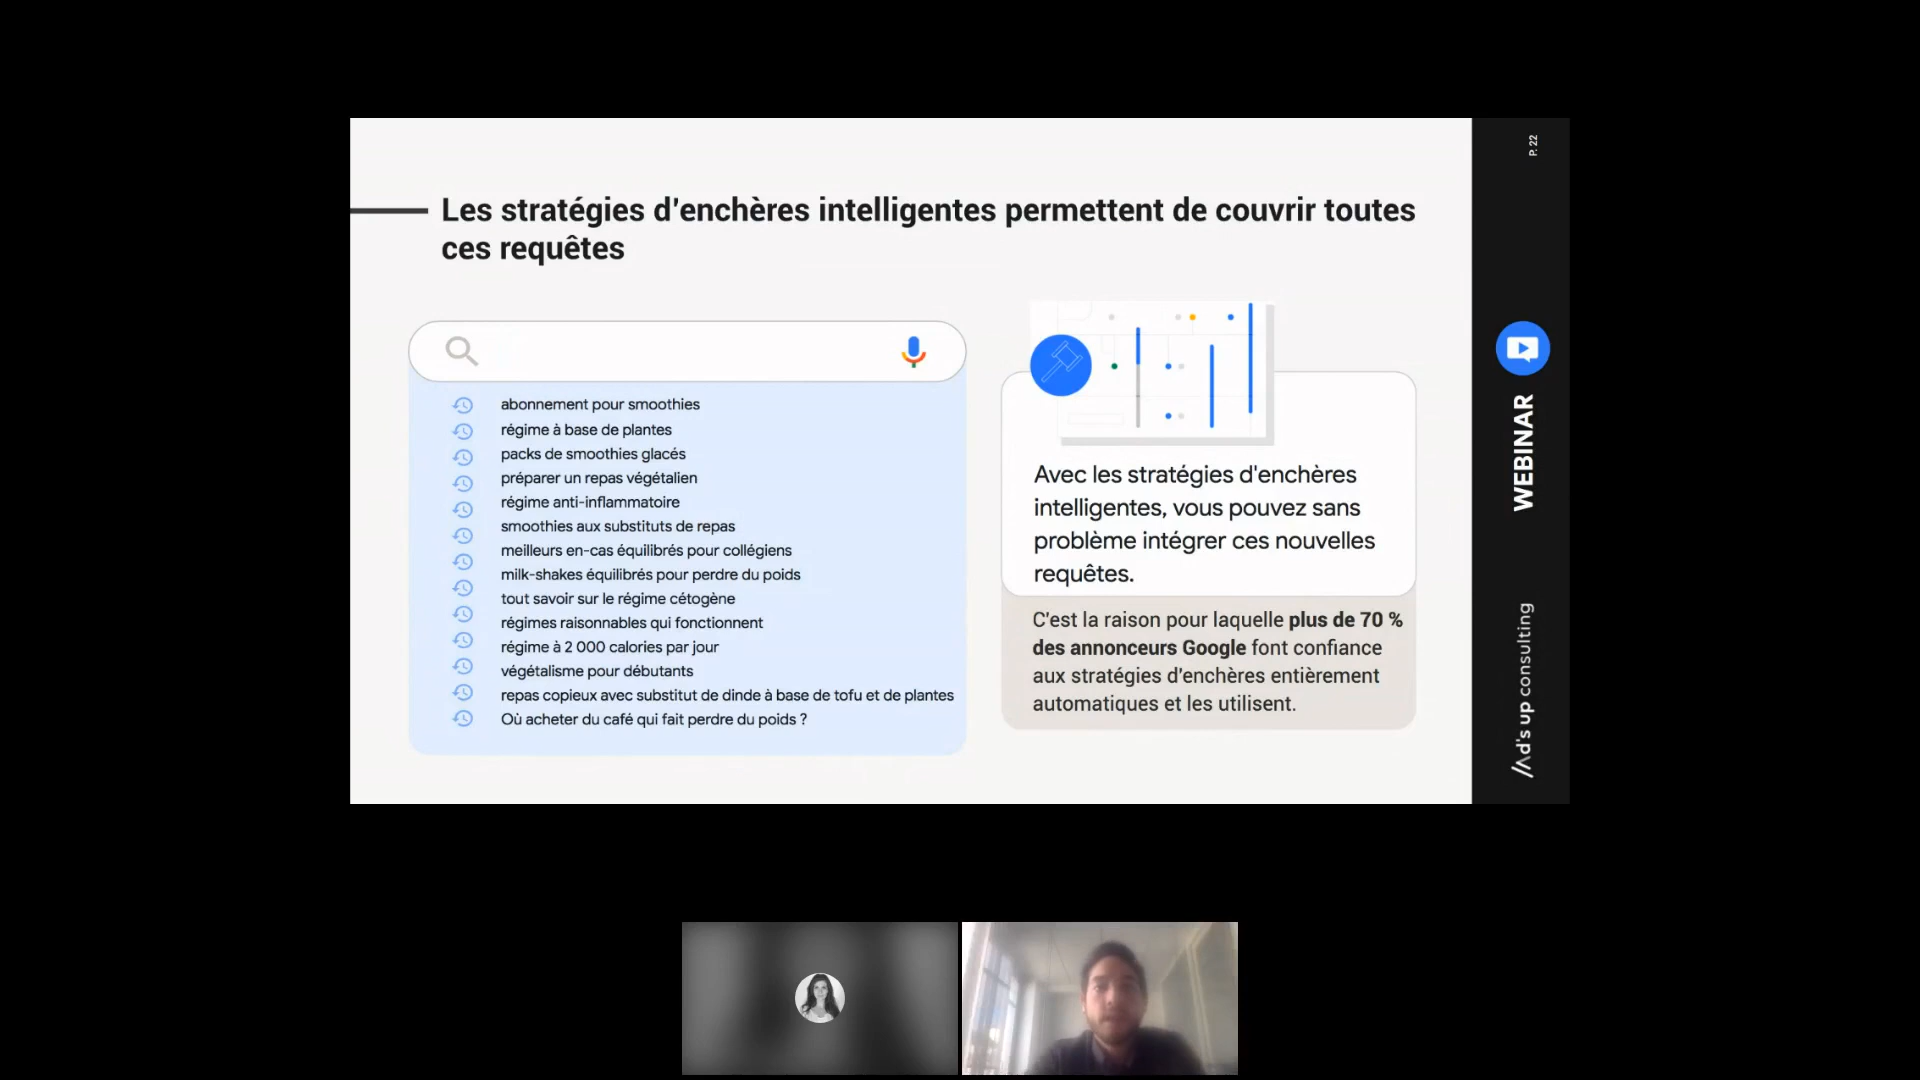 P. 22
Les stratégies d'enchères intelligentes permettent de couvrir toutes
ces requêtes
abonnement pour smoothies
régime à base de plantes
packs de smoothies glacés
préparer un repas végétalien
régime anti-inflammatoire
smoothies aux substituts de repas
meilleurs en-cas équilibrés pour collégiens
milk-shakes équilibrés pour perdre du poids
tout savoir sur le régime cétogène
régimes raisonnables qui fonctionnent
régime à 2 000 calories par jour
végétalisme pour débutants
repas copieux avec substitut de dinde à base de tofu et de plantes
Où acheter du café qui fait perdre du poids ?
Avec les stratégies d'enchères
intelligentes, vous pouvez sans
problème intégrer ces nouvelles
requêtes.
C'est la raison pour laquelle plus de 70 %
des annonceurs Google font confiance
aux stratégies d'enchères entièrement
automatiques et les utilisent.
WEBINAR
//Ad's up consulting